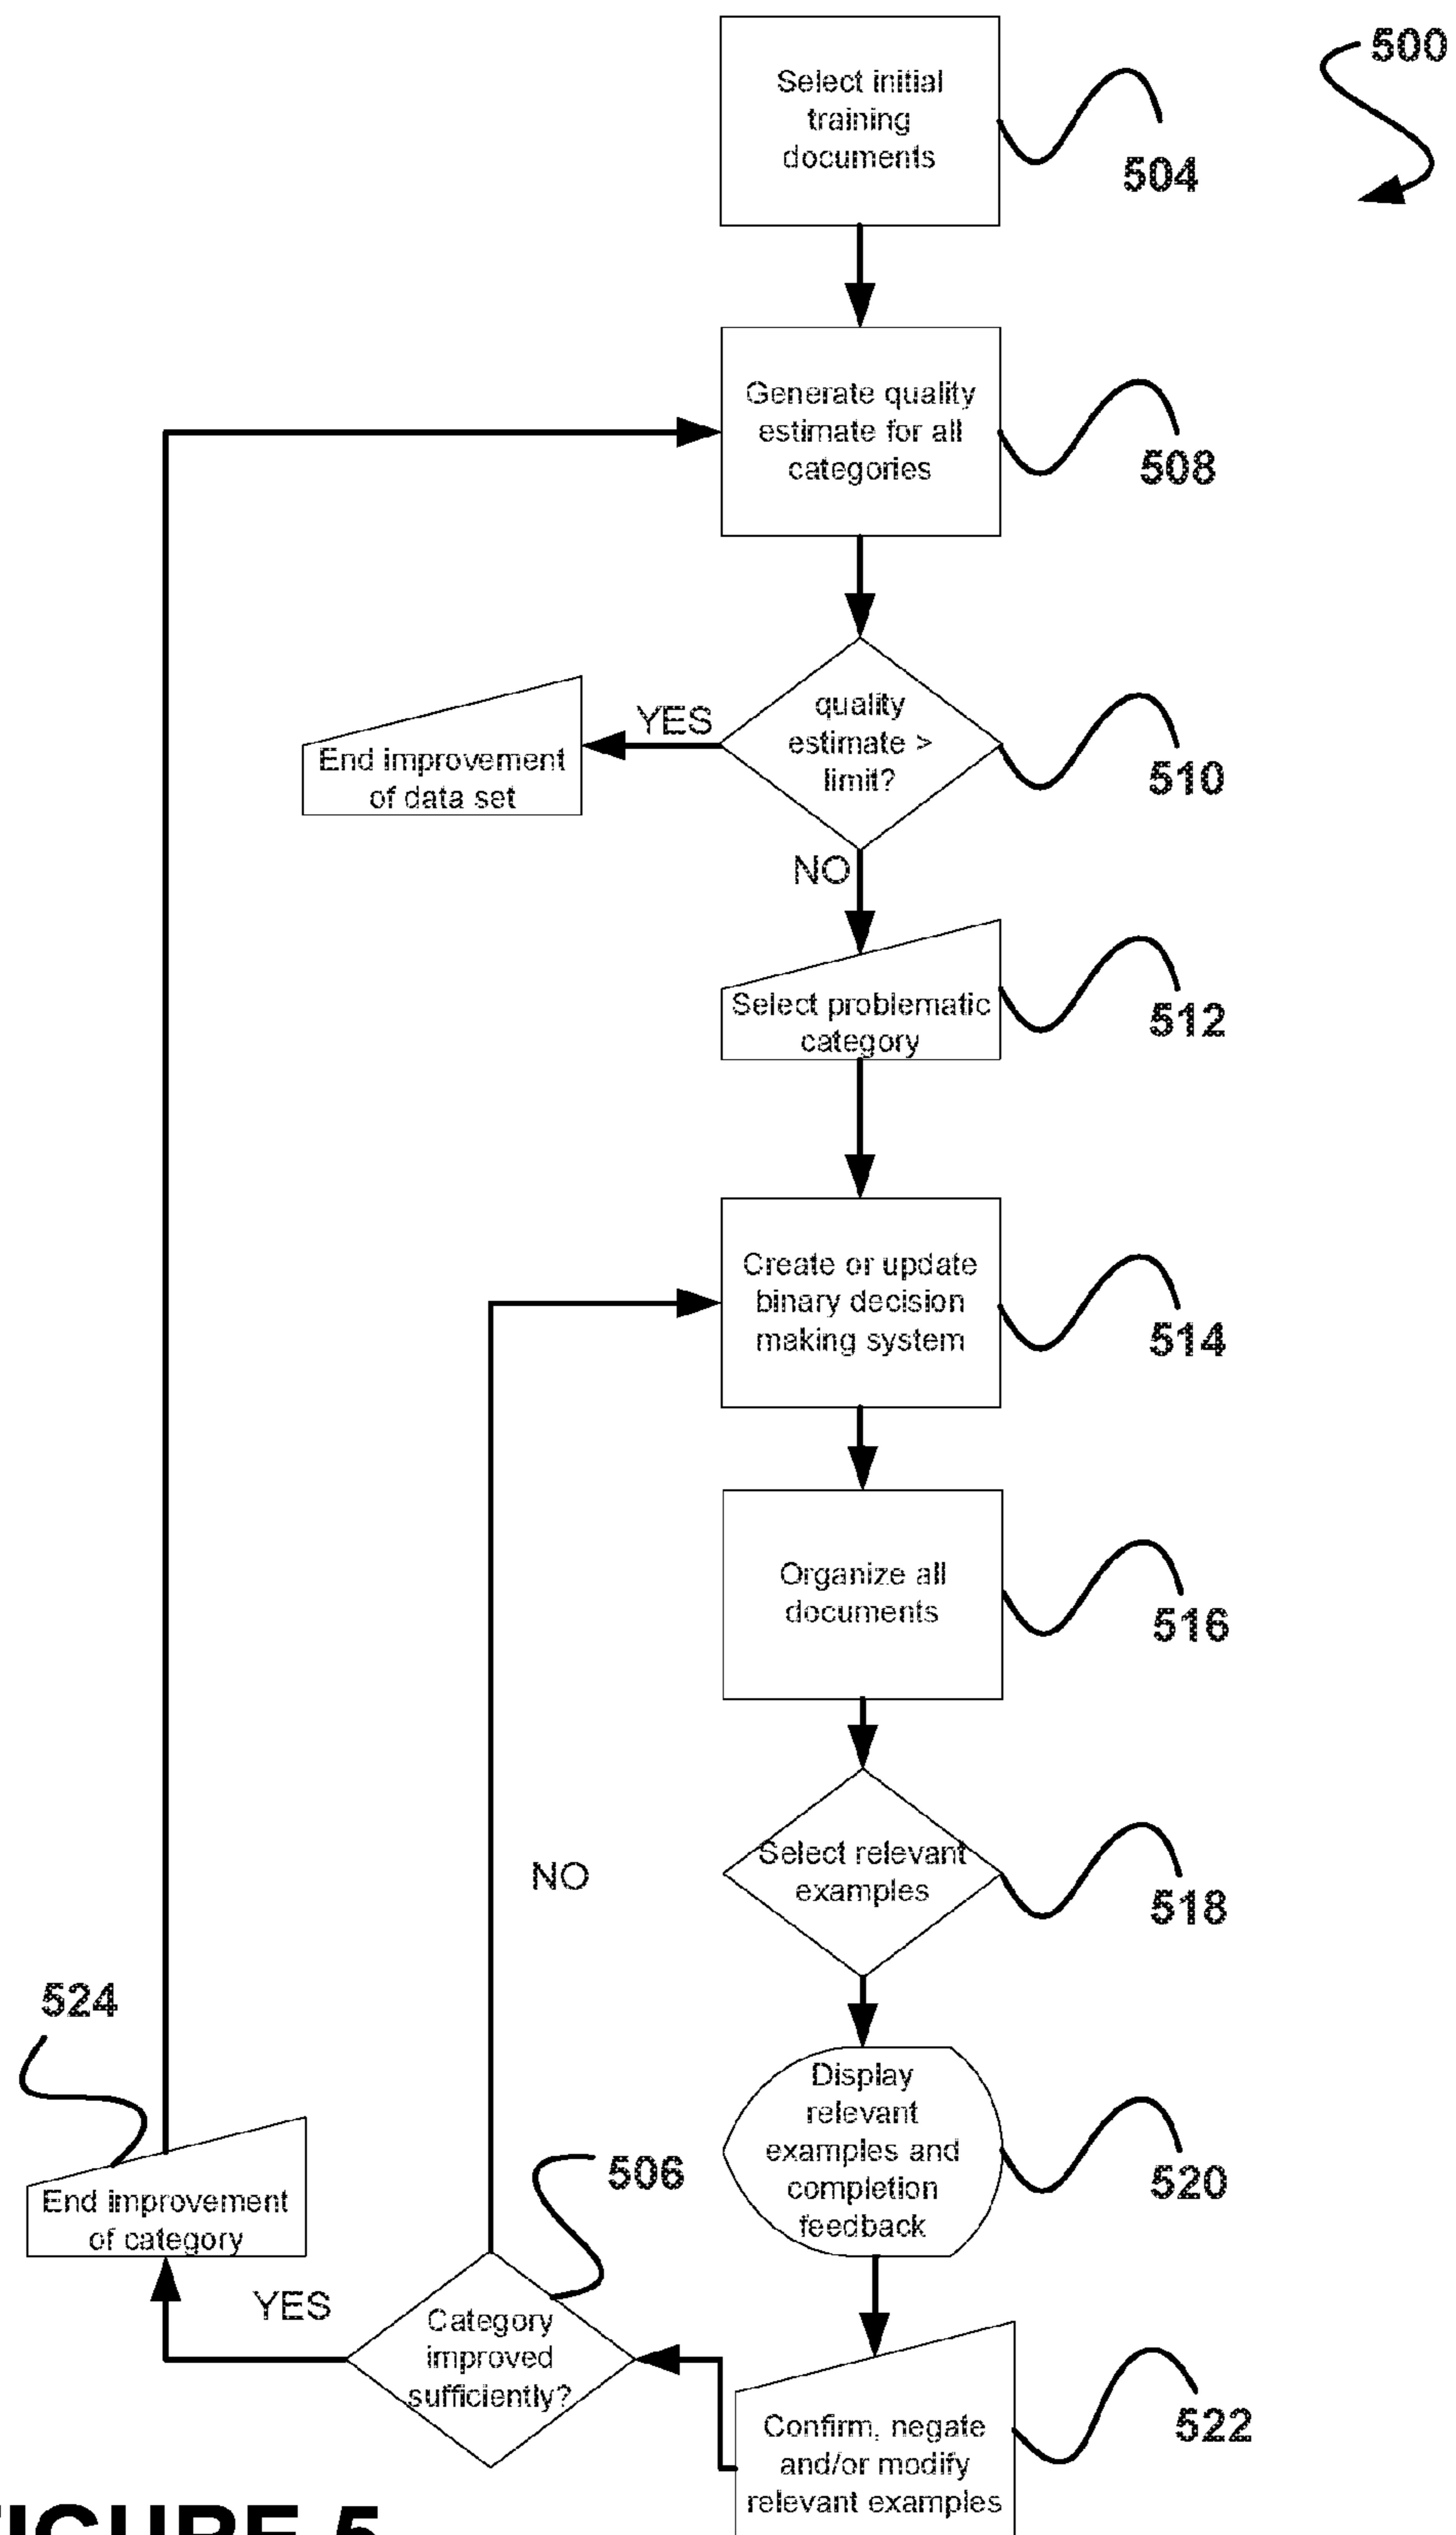 Select initial
training
documents
500
504
Generate quality
estimate for all
categories
508
quality
estimate >
limit?
YES
End improvement
of data set
510
NO
Select problematic
category
512
Create or update
binary decision
making system
514
Organize all
documents
516
Select relevant
examples
NO
518
524
Display
relevant
examples and
completion
feedback
520
506
End improvement
of category
YES
Category
improved
sufficiently?
Confirm, negate
and/or modify
relevant examples
522
FIGURE 5